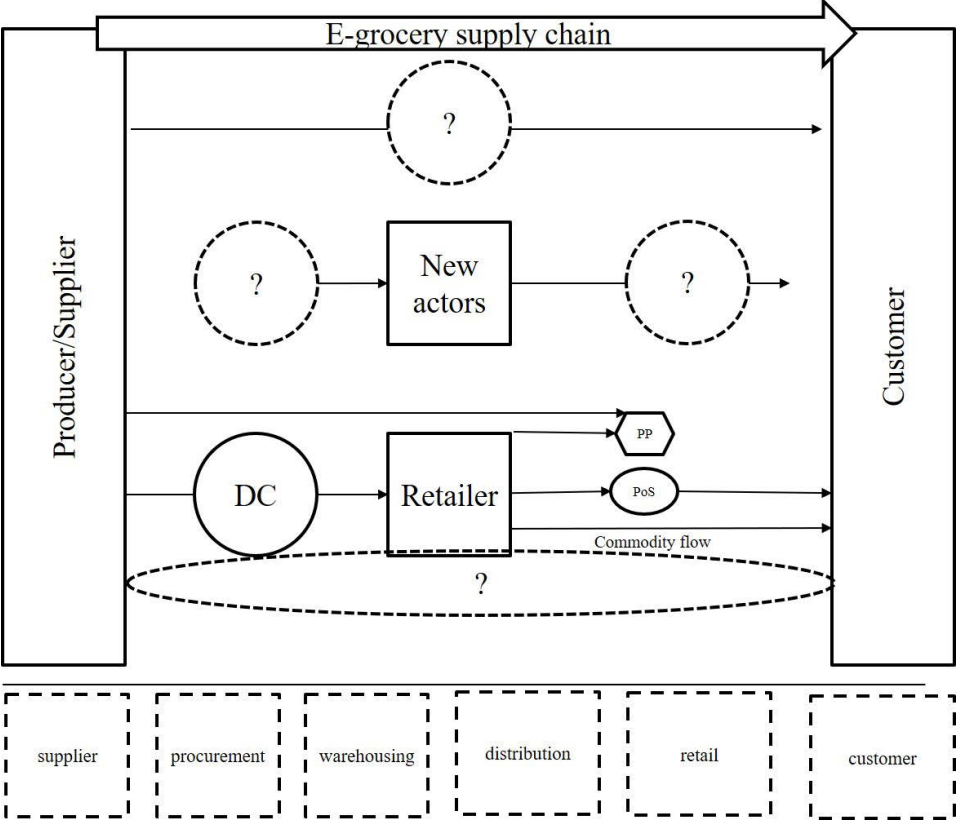 E-grocery supply chain
?
Producer/Supplier
?
New
actors
?
Customer
PP
DC
Retailer
PoS
Commodity flow
?
supplier
procurement
warehousing
distribution
retail
customer